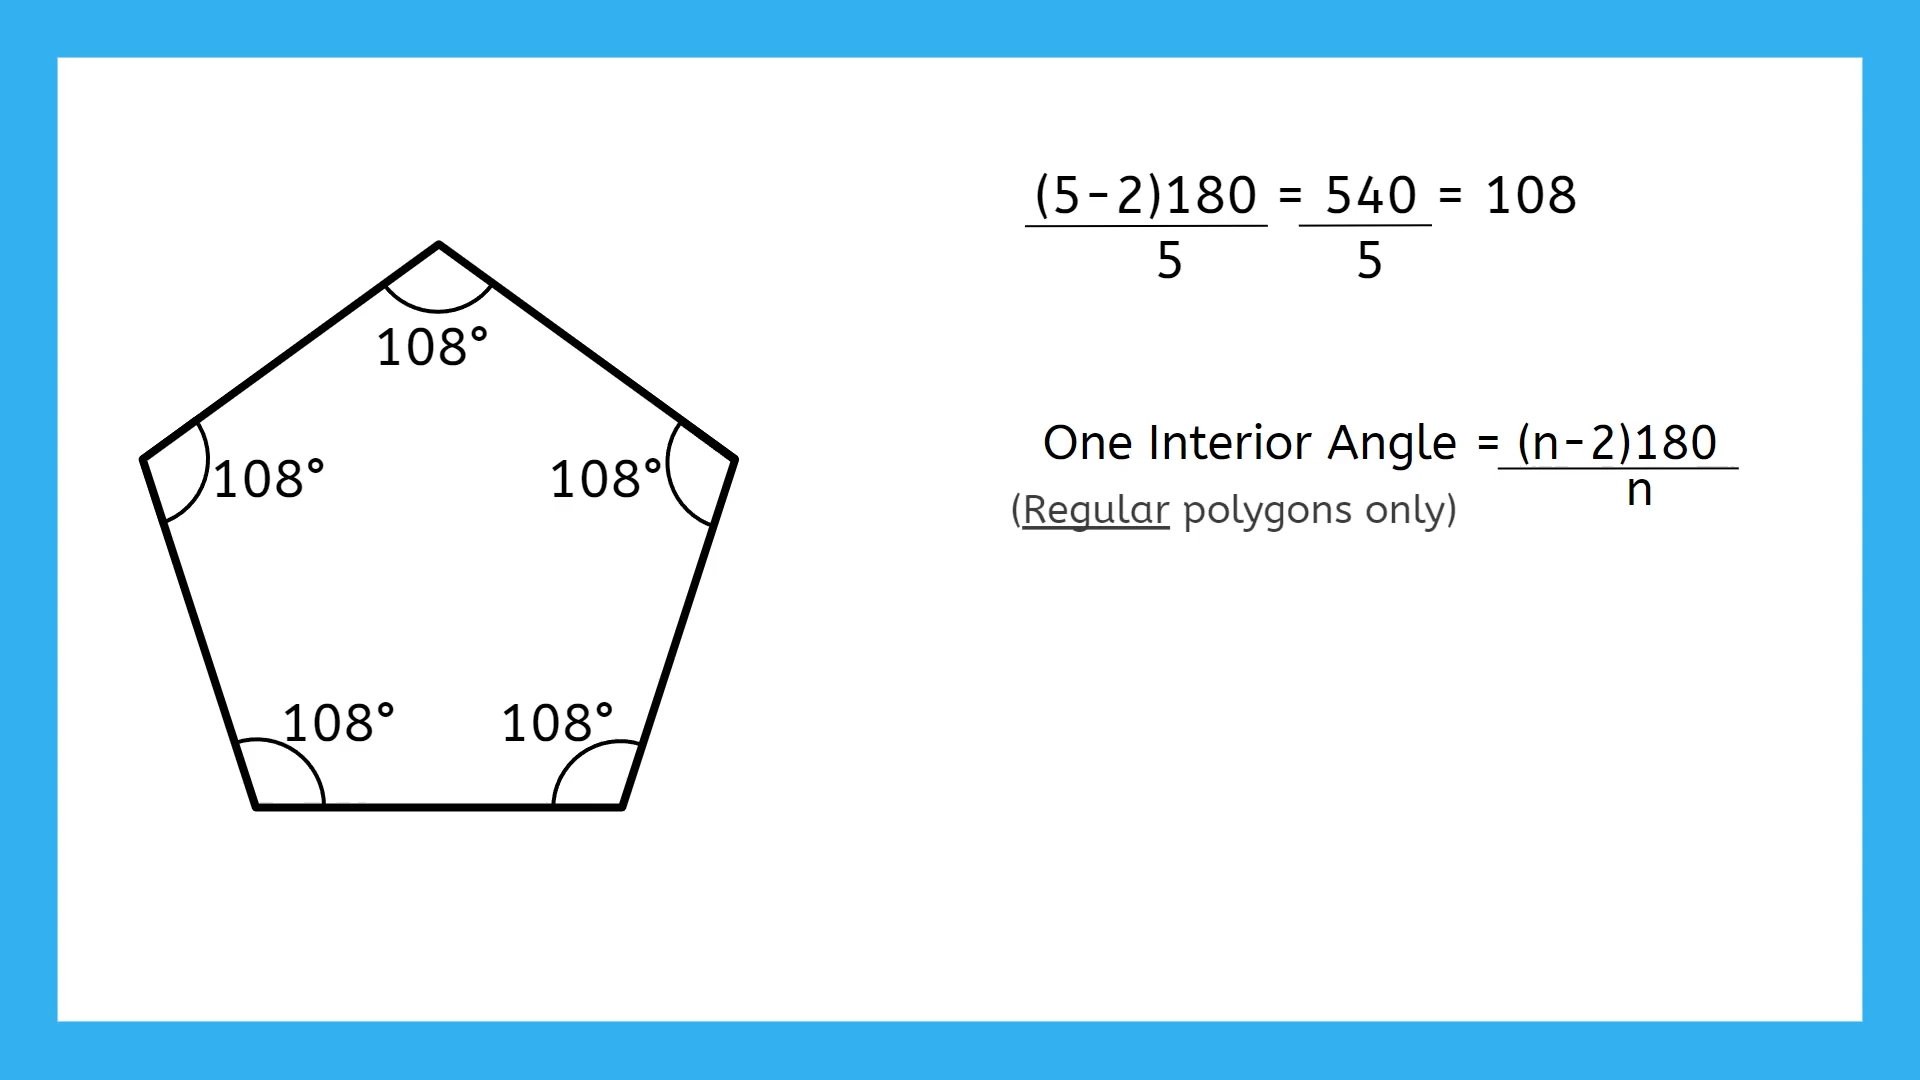 (5-2)180 = 540 = 108
5 5
108°
One Interior Angle = (n-2)180
n
(Regular polygons only)
108° 108°
108° 108°